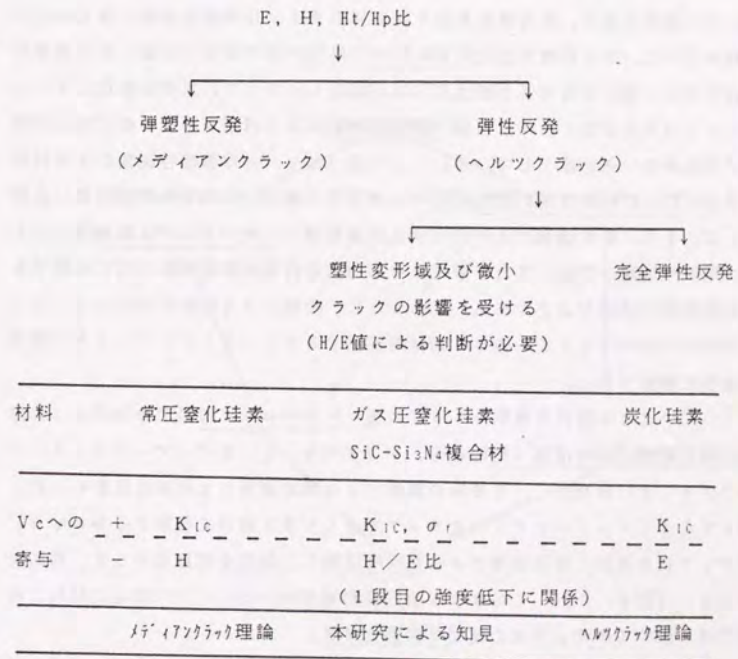 E, H, Ht/Hp比
弾塑性反発 弾性反発
(メディアンクラック) (ヘルツクラック)
塑性変形域及び微小 完全弾性反発
クラックの影響を受ける
(H/E値による判断が必要)
材料 常圧窒化珪素 ガス圧窒化珪素 炭化珪素
SiC-Si₃N₄複合材
Vcへの + KIC KIC, σf KIC
寄与 - H H/E比 E
(1段目の強度低下に関係)
メディアンクラック理論 本研究による知見 ヘルツクラック理論